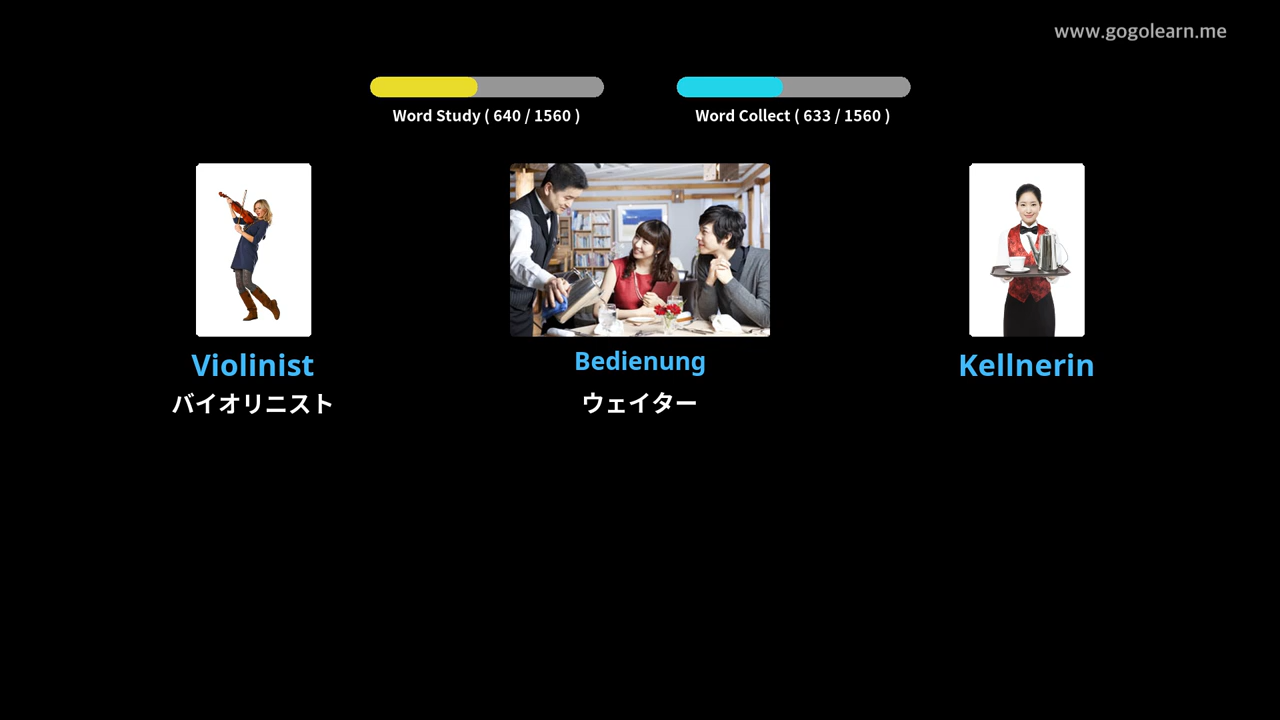 www.gogolearn.me
Word Study ( 640 / 1560 )
Word Collect ( 633 / 1560 )
Violinist
Bedienung
Kellnerin
バイオリニスト
ウェイター